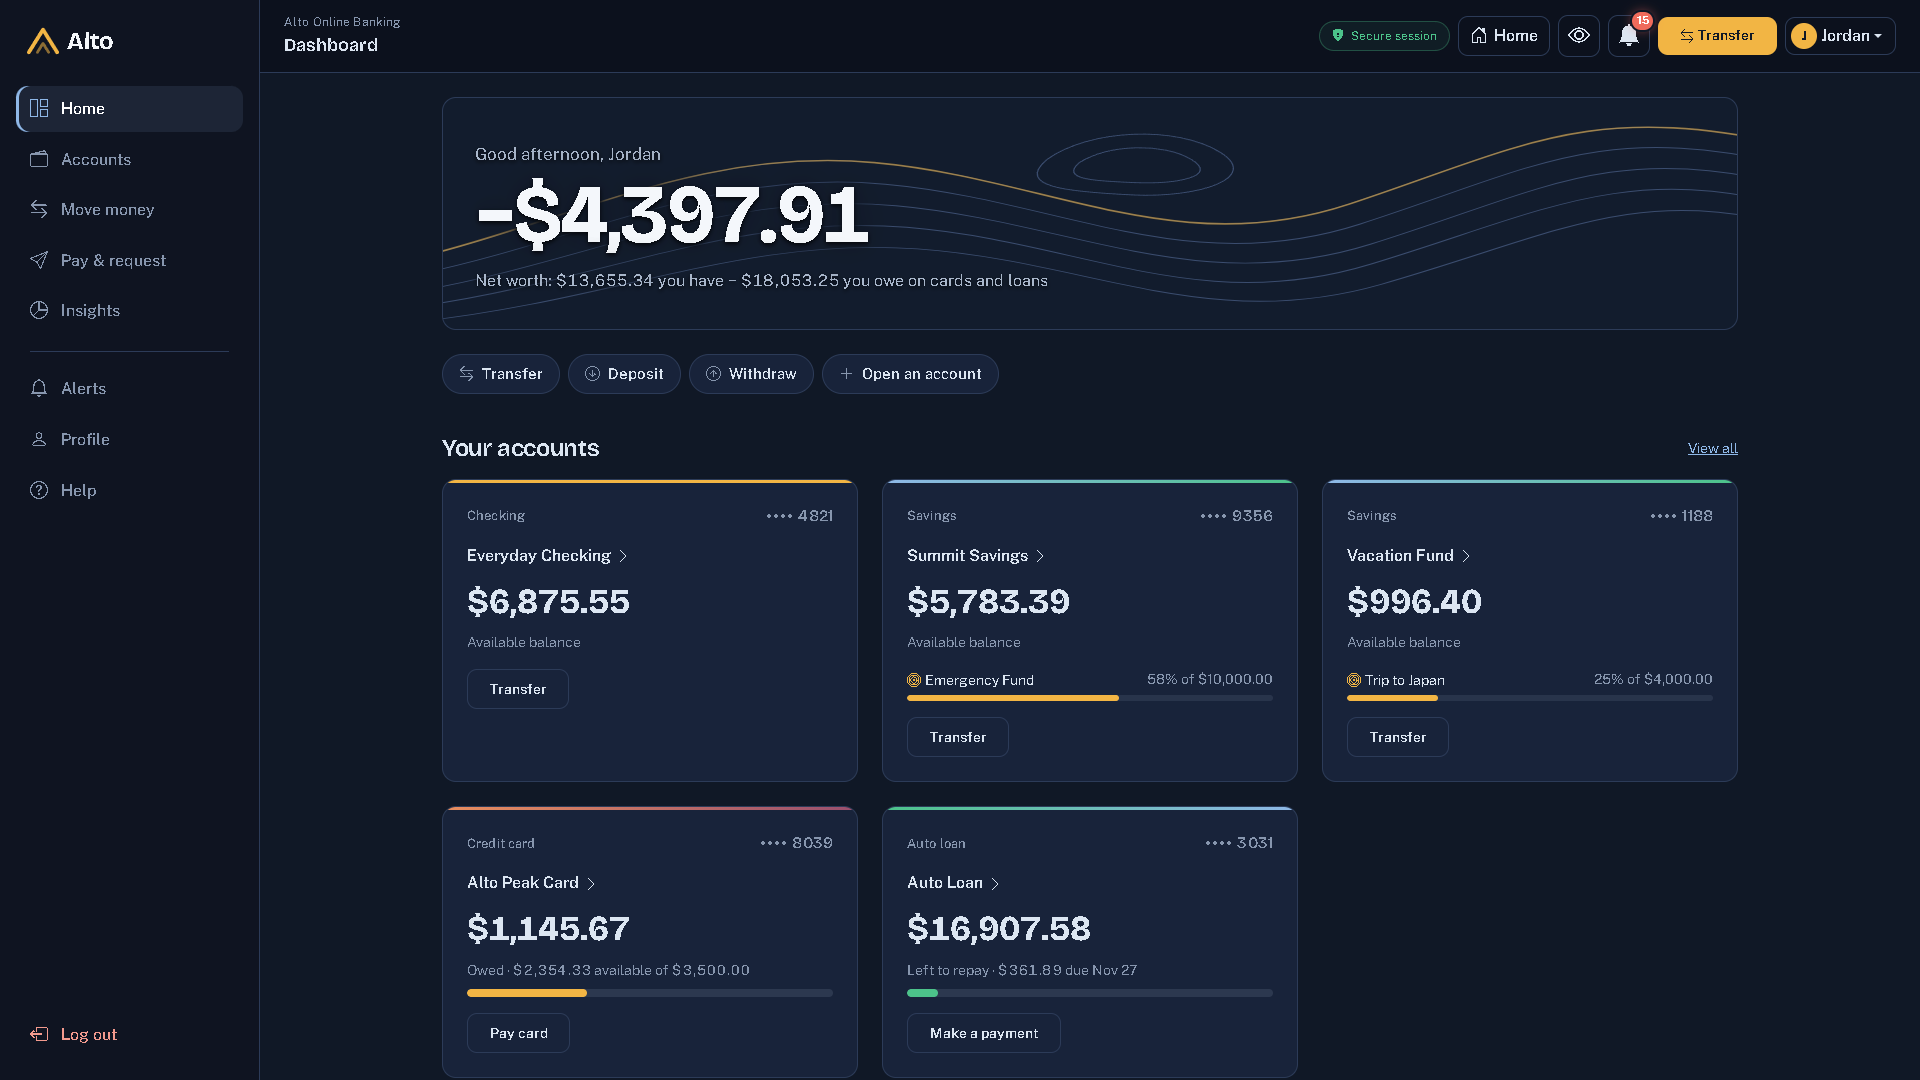 Alto
Home
Accounts
Move money
Pay & request
Insights
Alerts
Profile
Help
Log out
Alto Online Banking
Dashboard
Secure session
Home
15
Transfer
J
Jordan
Good afternoon, Jordan
−$4,397.91
Net worth: $13,655.34 you have − $18,053.25 you owe on cards and loans
Transfer
Deposit
Withdraw
Open an account
Your accounts
View all
Checking
•••• 4821
Everyday Checking
$6,875.55
Available balance
Transfer
Savings
•••• 9356
Summit Savings
$5,783.39
Available balance
Emergency Fund
58% of $10,000.00
Transfer
Savings
•••• 1188
Vacation Fund
$996.40
Available balance
Trip to Japan
25% of $4,000.00
Transfer
Credit card
•••• 8039
Alto Peak Card
$1,145.67
Owed · $2,354.33 available of $3,500.00
Pay card
Auto loan
•••• 3031
Auto Loan
$16,907.58
Left to repay · $361.89 due Nov 27
Make a payment